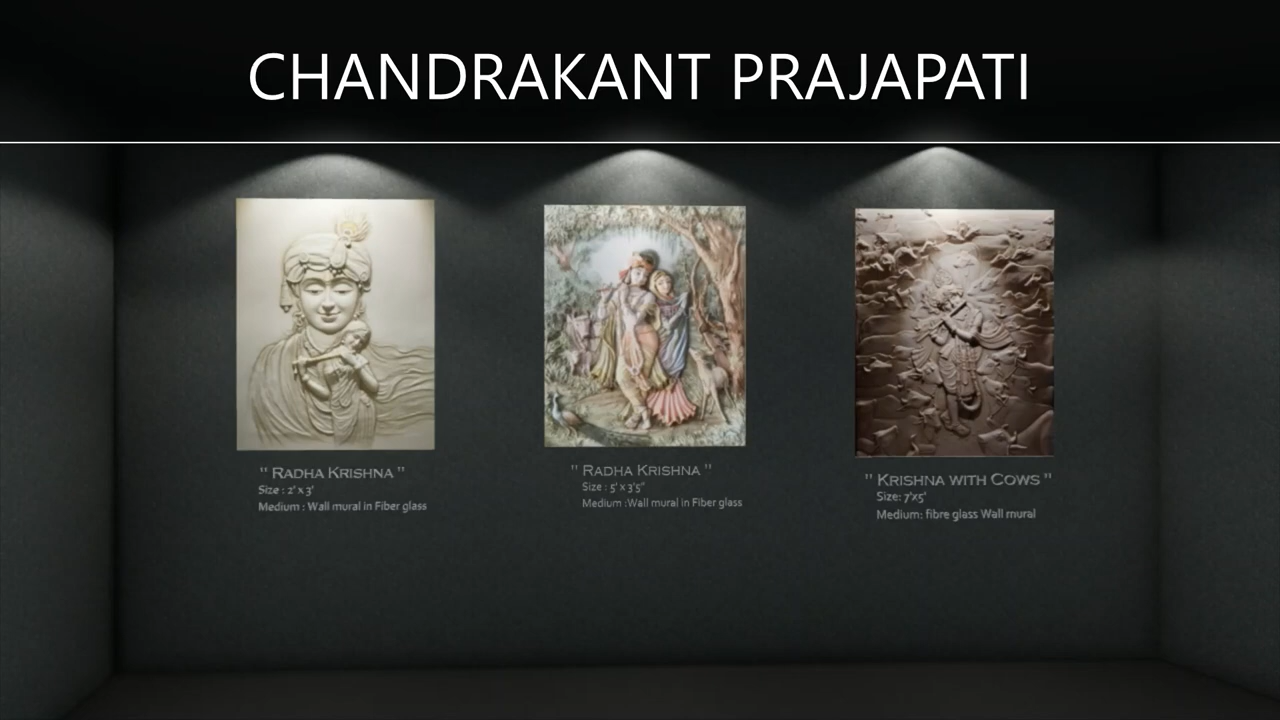 CHANDRAKANT PRAJAPATI
" RADHA KRISHNA "
Size : 2' x 3'
Medium : Wall mural in Fiber glass
" RADHA KRISHNA "
Size : 5' x 3'5"
Medium :Wall mural in Fiber glass
" KRISHNA WITH COWS "
Size: 7'x5'
Medium: fibre glass Wall mural